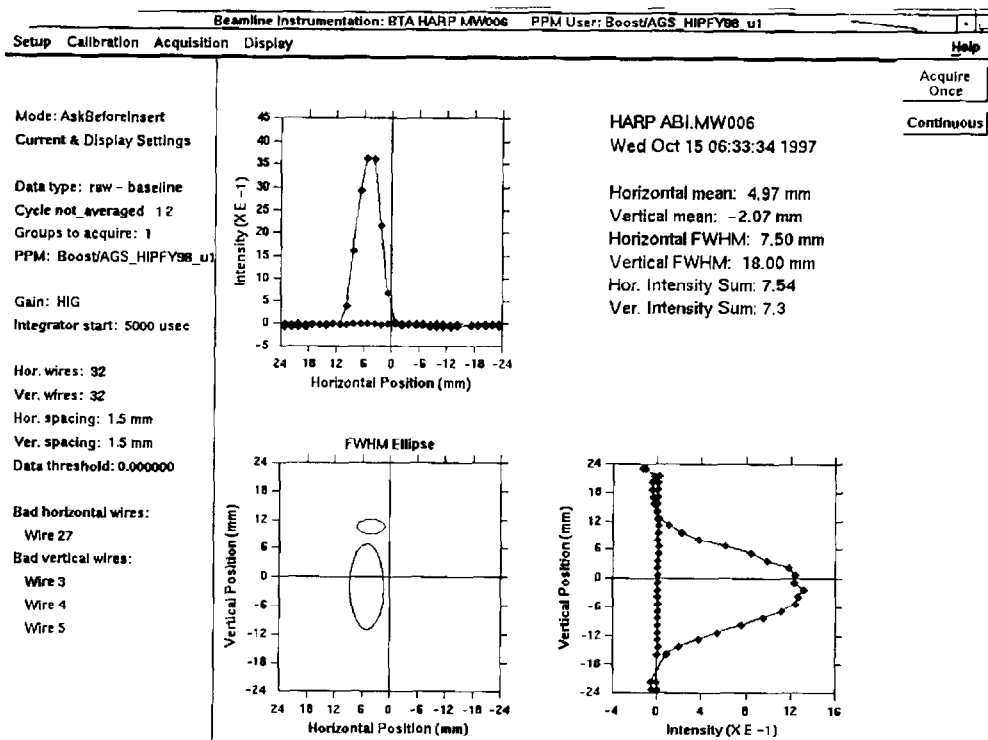 Beamline Instrumentation: BTA HARP MW006 PPM User: Boost/AGS_HIPFY98_u1
Setup Calibration Acquisition Display Help
Acquire
Once
Continuous
Mode: AskBeforeInsert
Current & Display Settings
Data type: raw - baseline
Cycle not_averaged 12
Groups to acquire: 1
PPM: Boost/AGS_HIPFY98_u1
Gain: HIG
Integrator start: 5000 usec
Hor. wires: 32
Ver. wires: 32
Hor. spacing: 1.5 mm
Ver. spacing: 1.5 mm
Data threshold: 0.000000
Bad horizontal wires:
Wire 27
Bad vertical wires:
Wire 3
Wire 4
Wire 5
Intensity (X E -1)
45
40
35
30
25
20
15
10
5
0
-5
24 18 12 6 0 -6 -12 -18 -24
Horizontal Position (mm)
HARP ABI.MW006
Wed Oct 15 06:33:34 1997
Horizontal mean: 4.97 mm
Vertical mean: -2.07 mm
Horizontal FWHM: 7.50 mm
Vertical FWHM: 18.00 mm
Hor. Intensity Sum: 7.54
Ver. Intensity Sum: 7.3
FWHM Ellipse
Vertical Position (mm)
24
18
12
6
0
-6
-12
-18
-24
24 18 12 6 0 -6 -12 -18 -24
Horizontal Position (mm)
Vertical Position (mm)
24
18
12
6
0
-6
-12
-18
-24
-4 0 4 8 12 16
Intensity (X E -1)